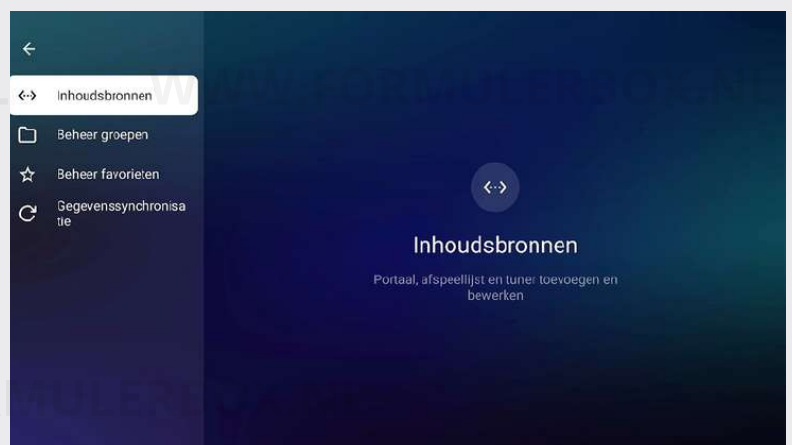 Inhoudsbronnen
Beheer groepen
Beheer favorieten
Gegevenssynchronisa
tie
Inhoudsbronnen
Portaal, afspeellijst en tuner toevoegen en
bewerken